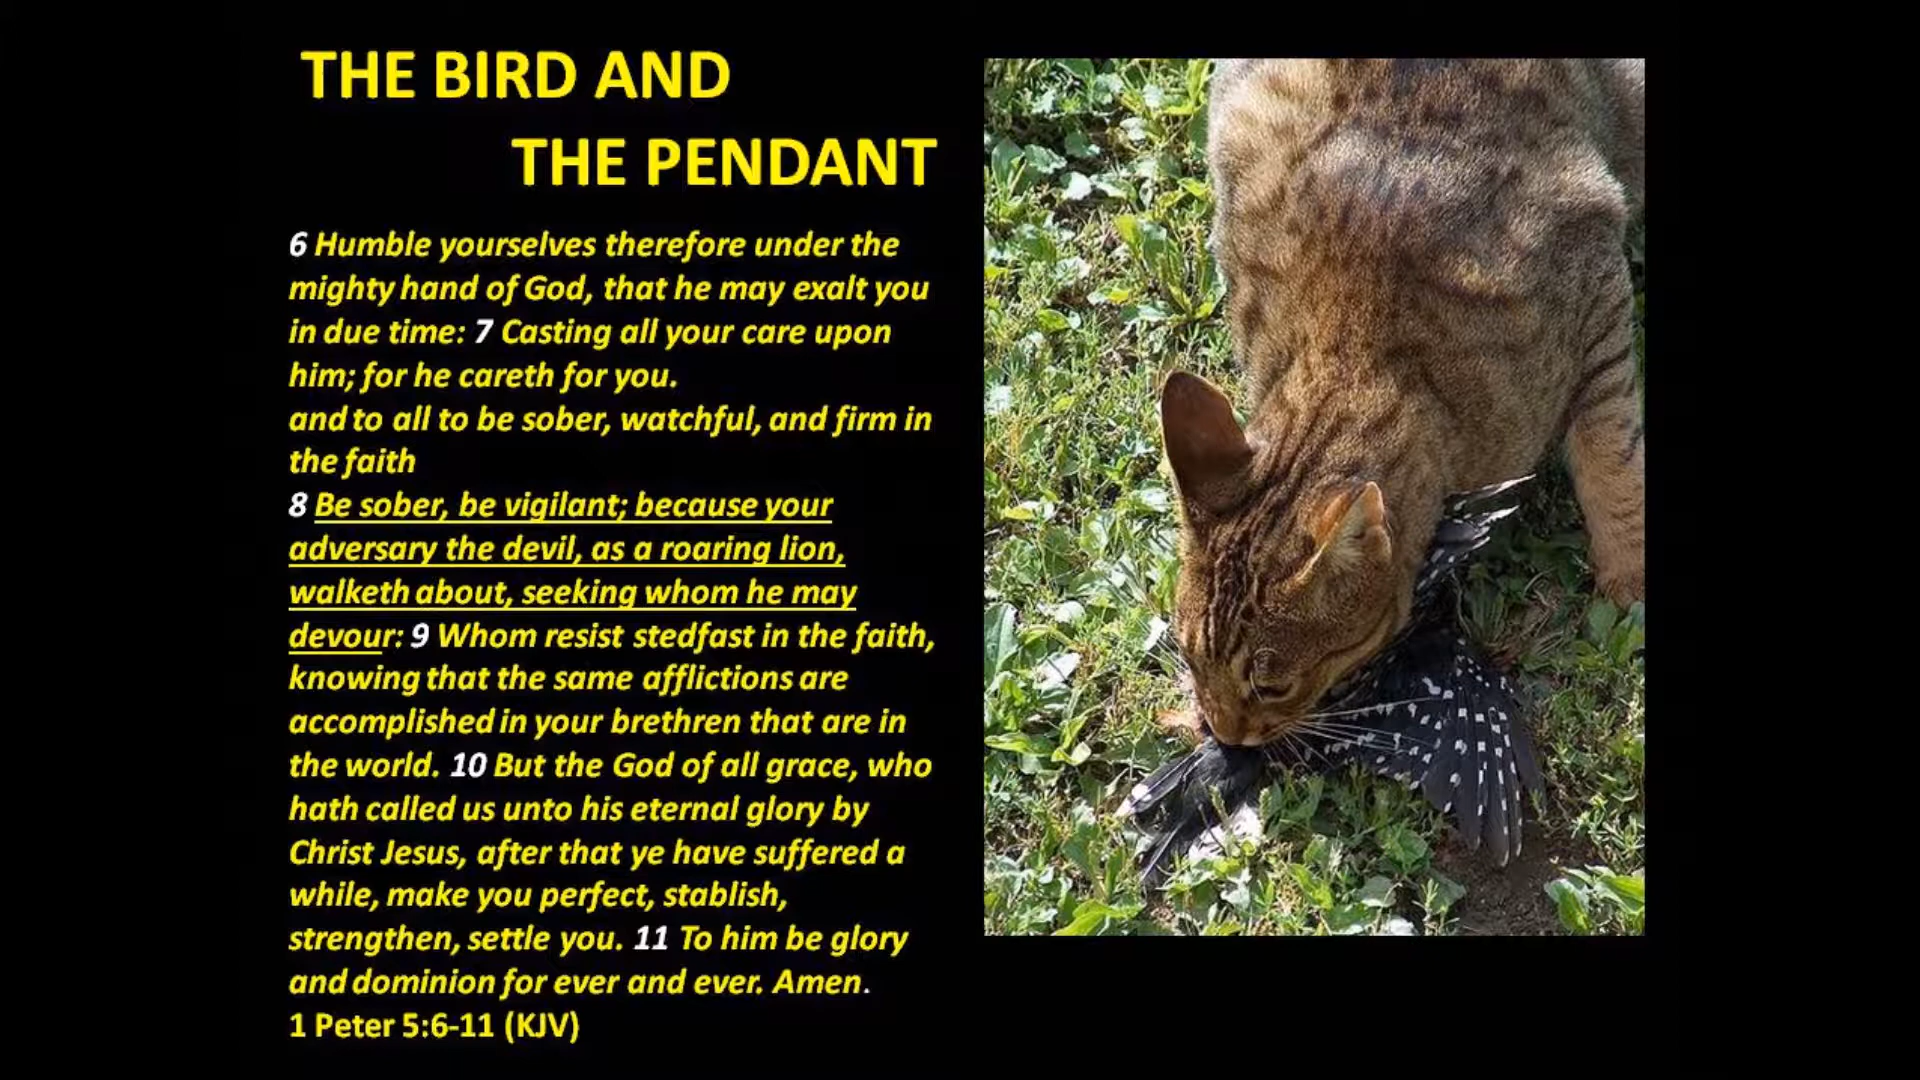 THE BIRD AND
THE PENDANT
6 Humble yourselves therefore under the
mighty hand of God, that he may exalt you
in due time: 7 Casting all your care upon
him; for he careth for you.
and to all to be sober, watchful, and firm in
the faith
8 Be sober, be vigilant; because your
adversary the devil, as a roaring lion,
walketh about, seeking whom he may
devour: 9 Whom resist stedfast in the faith,
knowing that the same afflictions are
accomplished in your brethren that are in
the world. 10 But the God of all grace, who
hath called us unto his eternal glory by
Christ Jesus, after that ye have suffered a
while, make you perfect, stablish,
strengthen, settle you. 11 To him be glory
and dominion for ever and ever. Amen.
1 Peter 5:6-11 (KJV)